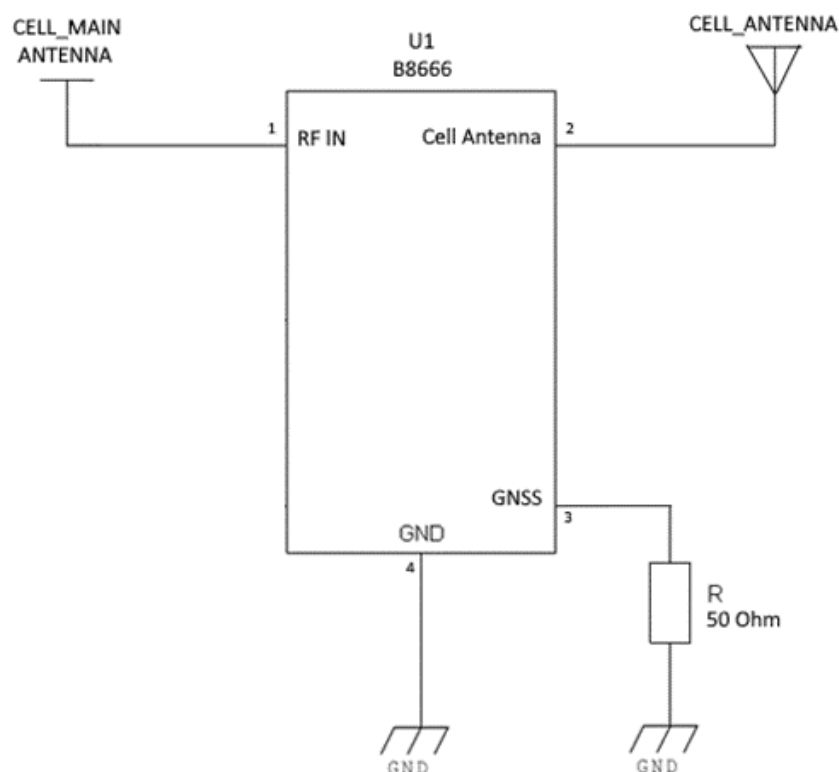 CELL_MAIN
ANTENNA
U1
B8666
CELL_ANTENNA
1
RF IN
Cell Antenna
2
GNSS
3
GND
4
R
50 Ohm
GND
GND